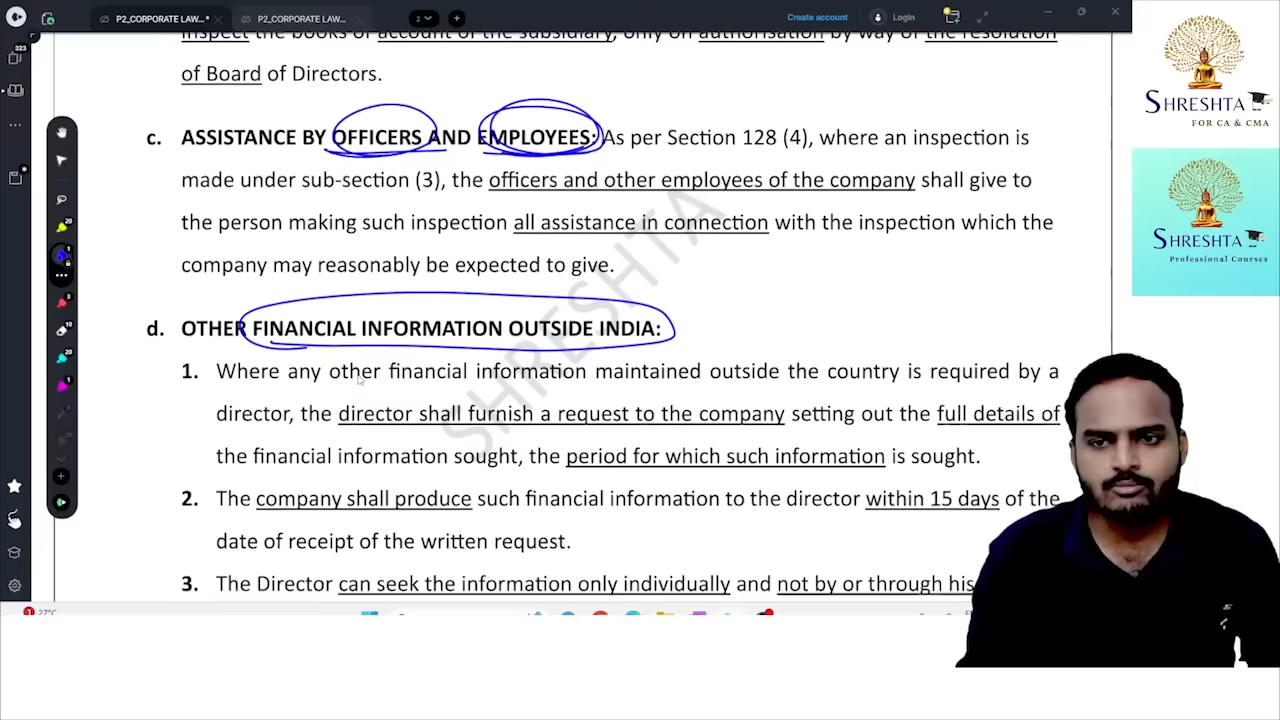 P2_CORPORATE LAW...*
P2_CORPORATE LAW...
2
Create account
Login
323
inspect the books of account of the subsidiary, only on authorisation by way of the resolution
of Board of Directors.
c. ASSISTANCE BY OFFICERS AND EMPLOYEES: As per Section 128 (4), where an inspection is
made under sub-section (3), the officers and other employees of the company shall give to
the person making such inspection all assistance in connection with the inspection which the
company may reasonably be expected to give.
d. OTHER FINANCIAL INFORMATION OUTSIDE INDIA:
1. Where any other financial information maintained outside the country is required by a
director, the director shall furnish a request to the company setting out the full details of
the financial information sought, the period for which such information is sought.
2. The company shall produce such financial information to the director within 15 days of the
date of receipt of the written request.
3. The Director can seek the information only individually and not by or through his
SHRESHTA
27°C
SHRESHTA
FOR CA & CMA
SHRESHTA
Professional Courses